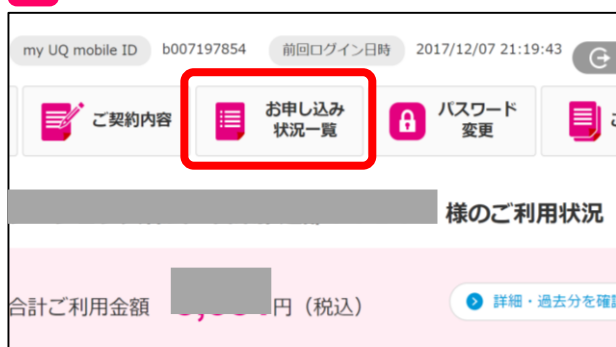 my UQ mobile ID b007197854 前回ログイン日時 2017/12/07 21:19:43
ご契約内容
お申し込み
状況一覧
パスワード
変更
様のご利用状況
合計ご利用金額 円（税込）
詳細・過去分を確認